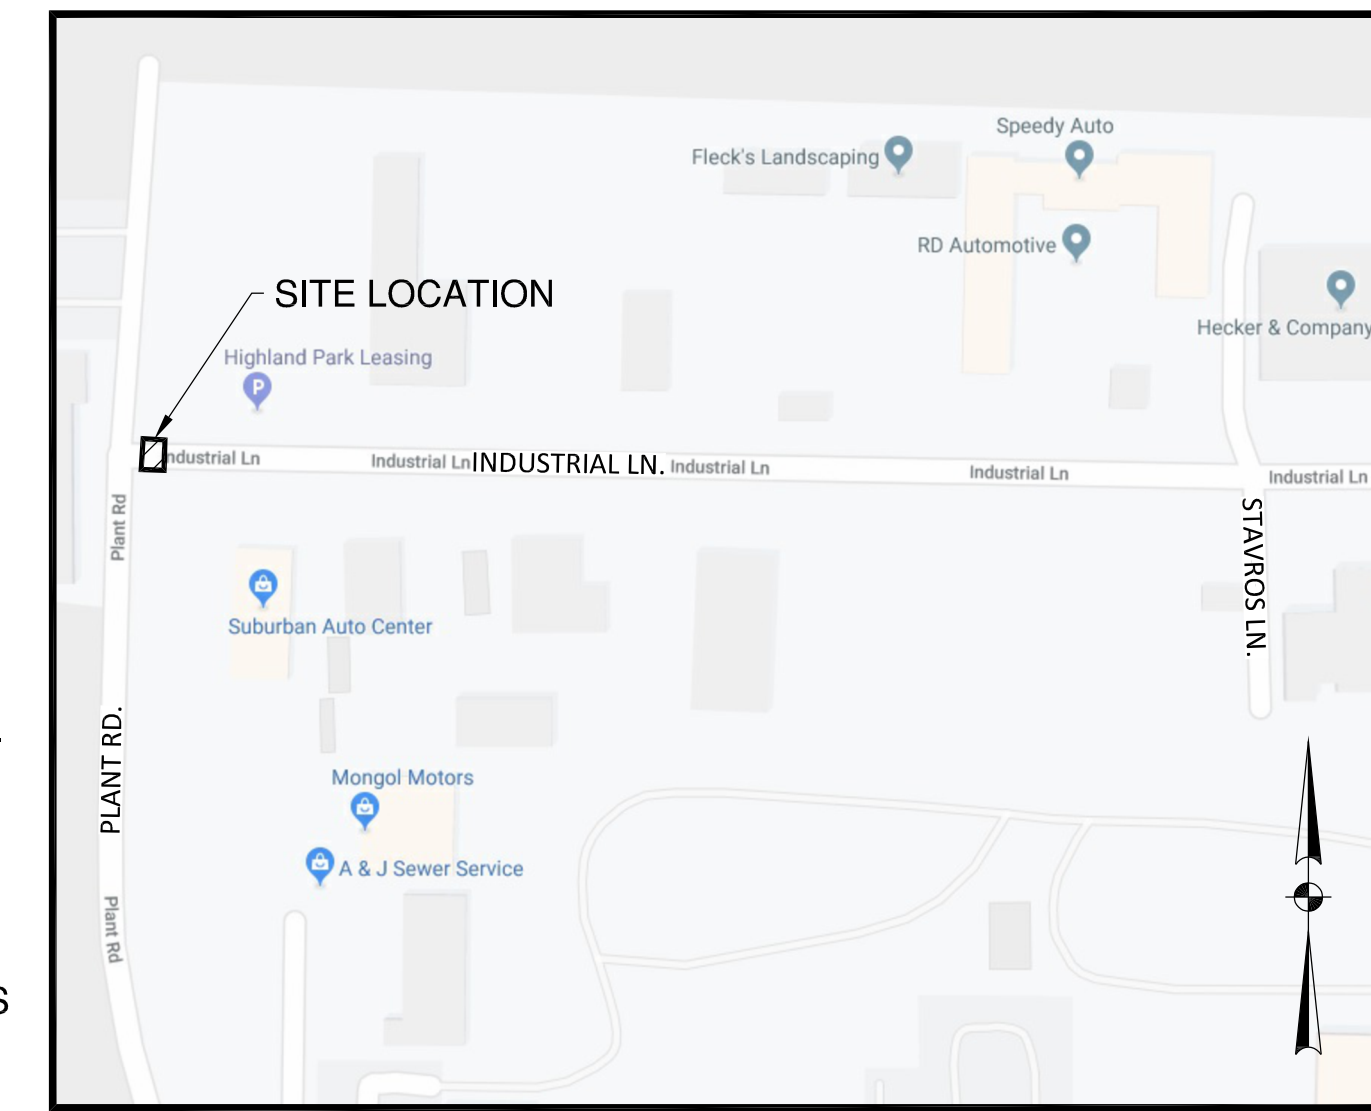 Speedy Auto
Fleck's Landscaping
RD Automotive
SITE LOCATION
Hecker & Company
Highland Park Leasing
P
ndustrial Ln
Industrial Ln
INDUSTRIAL LN.
Industrial Ln
Industrial Ln
Industrial Ln
Plant Rd
STAVROS LN.
Suburban Auto Center
PLANT RD.
Mongol Motors
A & J Sewer Service
Plant Rd
S